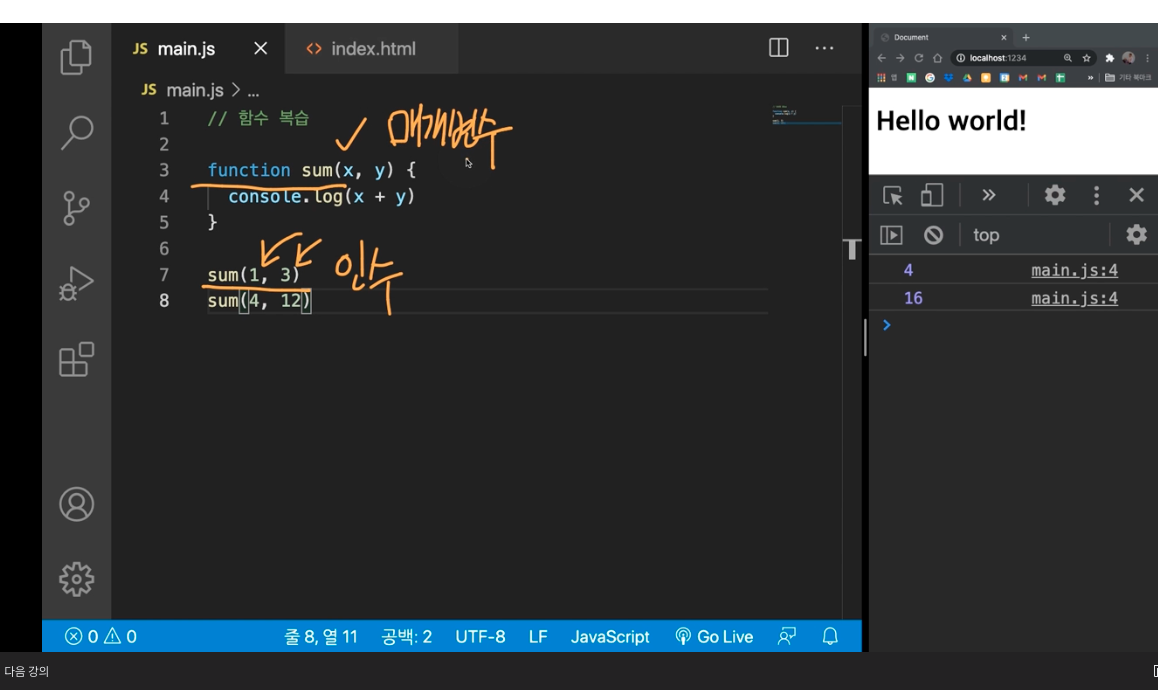 JS main.js
<> index.html
JS main.js > ...
1 // 함수 복습
매개변수
2
3 function sum(x, y) {
4 console.log(x + y)
5 }
6
인수
7 sum(1, 3)
8 sum(4, 12)
줄 8, 열 11 공백: 2 UTF-8 LF JavaScript Go Live
0 0
Document
localhost:1234
기타 북마크
Hello world!
top
4 main.js:4
16 main.js:4
T
다음 강의